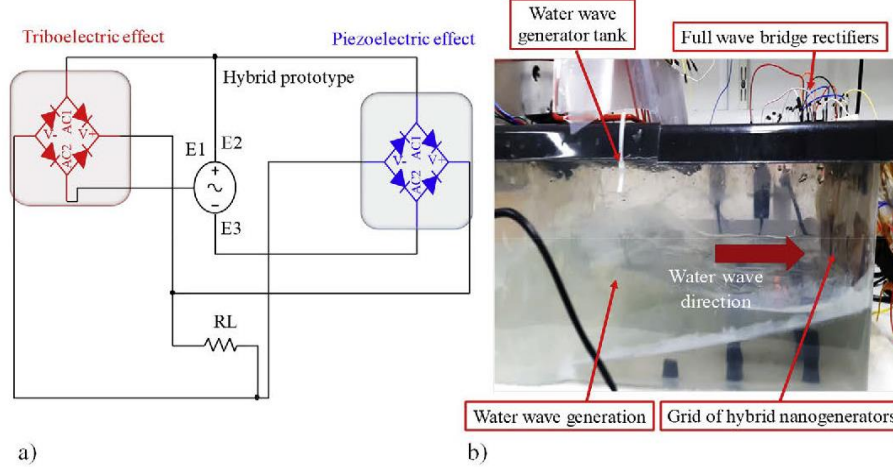 Triboelectric effect
Piezoelectric effect
Hybrid prototype
AC1
V-
V+
AC2
AC1
V-
V+
AC2
E1
E2
+
−
E3
RL
a)
Water wave
generator tank
Full wave bridge rectifiers
Water wave
direction
Water wave generation
Grid of hybrid nanogenerators
b)